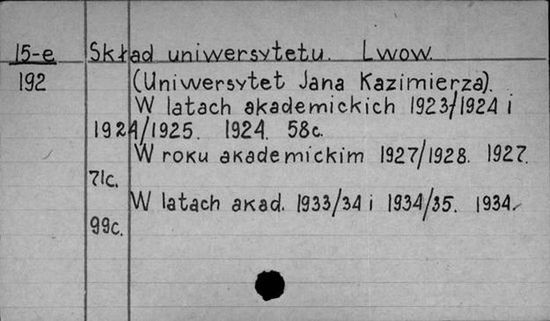 15-e Skład uniwersytetu. Lwow.
192 (Uniwersytet Jana Kazimierza).
W latach akademickich 1923/1924 i
1924/1925. 1924. 58c.
W roku akademickim 1927/1928. 1927.
71c.
W latach akad. 1933/34 i 1934/35. 1934.
99c.